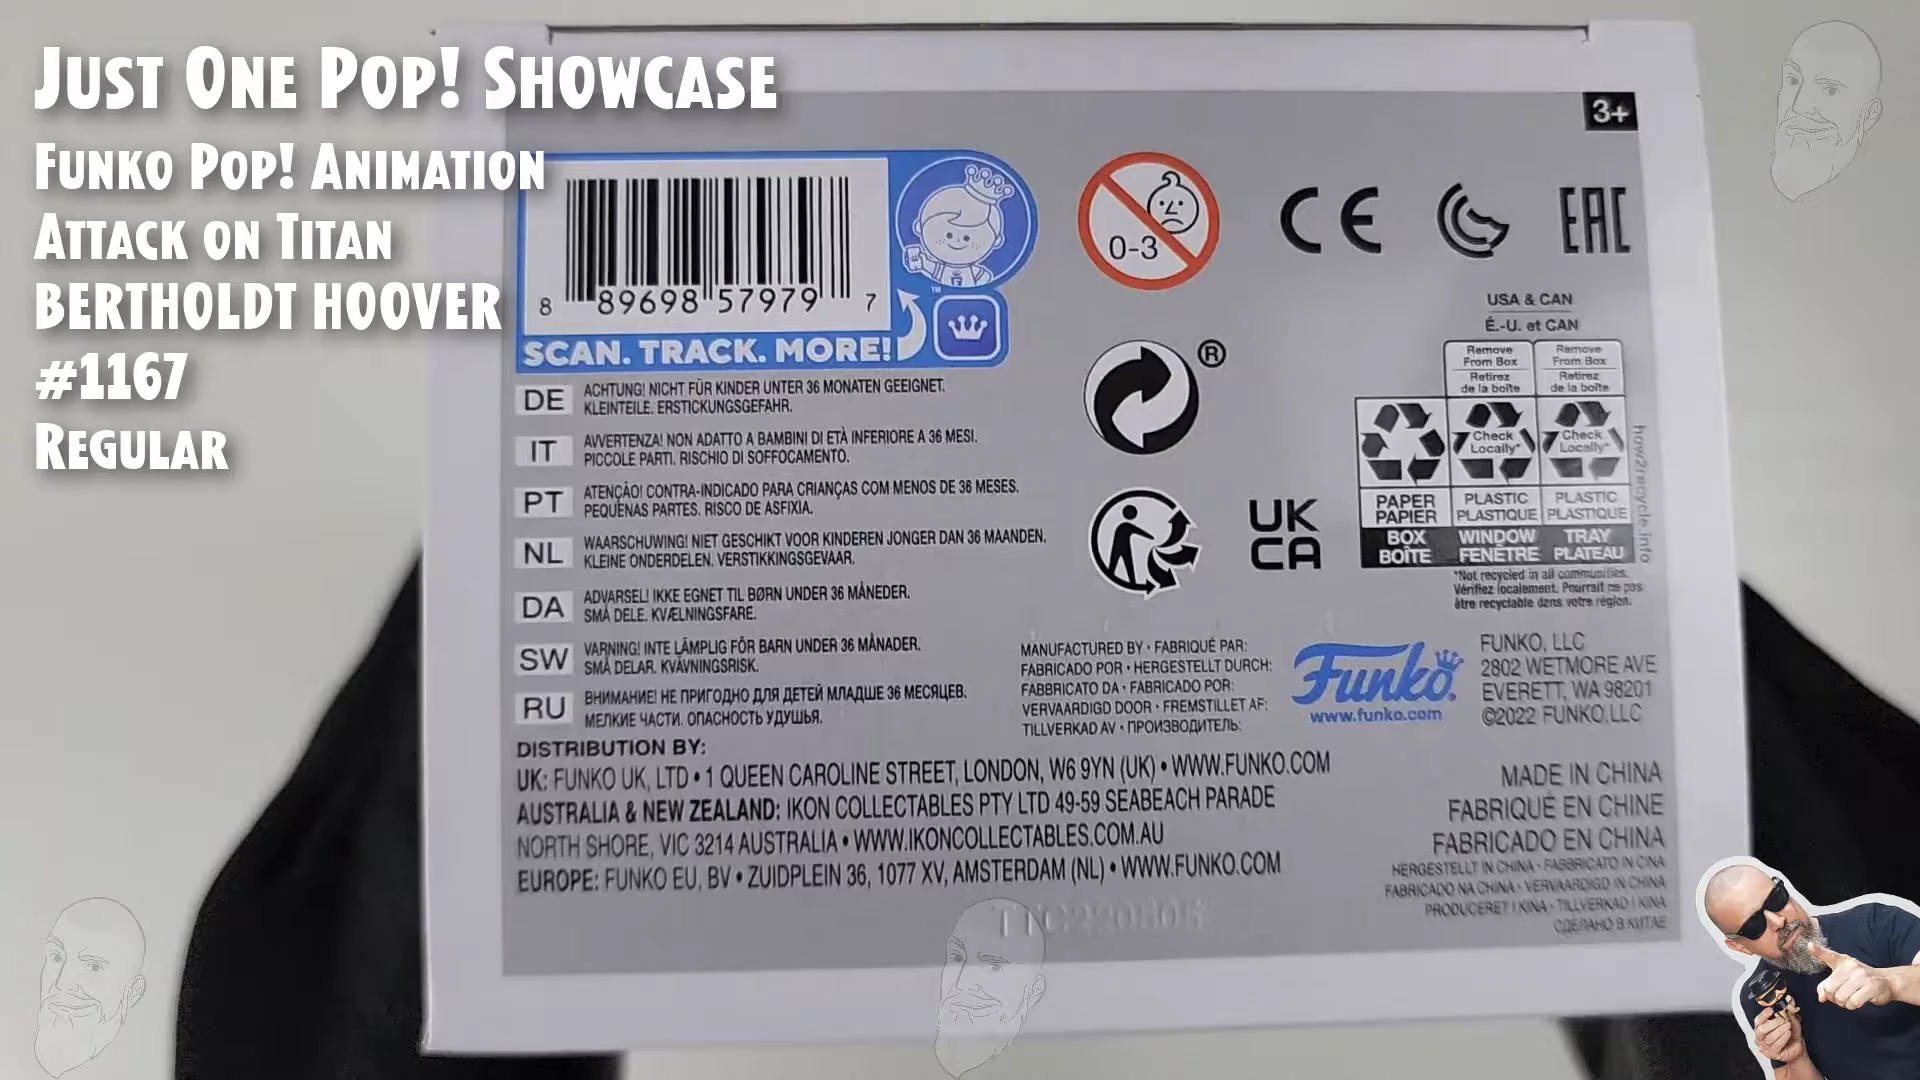 JUST ONE POP! SHOWCASE
FUNKO POP! ANIMATION
ATTACK ON TITAN
BERTHOLDT HOOVER
#1167
REGULAR
3+
8 89698 57979 7
™
SCAN. TRACK. MORE!
0-3
CE
EAC
®
USA & CAN
É.-U. et CAN
Remove From Box
Retirez de la boîte
Remove From Box
Retirez de la boîte
Check Locally*
Check Locally*
PAPER PAPIER
PLASTIC PLASTIQUE
PLASTIC PLASTIQUE
BOX BOÎTE
WINDOW FENÊTRE
TRAY PLATEAU
how2recycle.info
*Not recycled in all communities.
Vérifiez localement. Pourrait ne pas
être recyclable dans votre région.
UK
CA
DE
ACHTUNG! NICHT FÜR KINDER UNTER 36 MONATEN GEEIGNET.
KLEINTEILE. ERSTICKUNGSGEFAHR.
IT
AVVERTENZA! NON ADATTO A BAMBINI DI ETÀ INFERIORE A 36 MESI.
PICCOLE PARTI. RISCHIO DI SOFFOCAMENTO.
PT
ATENÇÃO! CONTRA-INDICADO PARA CRIANÇAS COM MENOS DE 36 MESES.
PEQUENAS PARTES. RISCO DE ASFIXIA.
NL
WAARSCHUWING! NIET GESCHIKT VOOR KINDEREN JONGER DAN 36 MAANDEN.
KLEINE ONDERDELEN. VERSTIKKINGSGEVAAR.
DA
ADVARSEL! IKKE EGNET TIL BØRN UNDER 36 MÅNEDER.
SMÅ DELE. KVÆLNINGSFARE.
SW
VARNING! INTE LÄMPLIG FÖR BARN UNDER 36 MÅNADER.
SMÅ DELAR. KVÄVNINGSRISK.
RU
ВНИМАНИЕ! НЕ ПРИГОДНО ДЛЯ ДЕТЕЙ МЛАДШЕ 36 МЕСЯЦЕВ.
МЕЛКИЕ ЧАСТИ. ОПАСНОСТЬ УДУШЬЯ.
MANUFACTURED BY • FABRIQUÉ PAR:
FABRICADO POR • HERGESTELLT DURCH:
FABBRICATO DA • FABRICADO POR:
VERVAARDIGD DOOR • FREMSTILLET AF:
TILLVERKAD AV • ПРОИЗВОДИТЕЛЬ:
Funko®
www.funko.com
FUNKO, LLC
2802 WETMORE AVE
EVERETT, WA 98201
©2022 FUNKO,LLC
DISTRIBUTION BY:
UK: FUNKO UK, LTD • 1 QUEEN CAROLINE STREET, LONDON, W6 9YN (UK) • WWW.FUNKO.COM
AUSTRALIA & NEW ZEALAND: IKON COLLECTABLES PTY LTD 49-59 SEABEACH PARADE
NORTH SHORE, VIC 3214 AUSTRALIA • WWW.IKONCOLLECTABLES.COM.AU
EUROPE: FUNKO EU, BV • ZUIDPLEIN 36, 1077 XV, AMSTERDAM (NL) • WWW.FUNKO.COM
MADE IN CHINA
FABRIQUÉ EN CHINE
FABRICADO EN CHINA
HERGESTELLT IN CHINA • FABBRICATO IN CINA
FABRICADO NA CHINA • VERVAARDIGD IN CHINA
PRODUCERET I KINA • TILLVERKAD I KINA
СДЕЛАНО В КИТАЕ